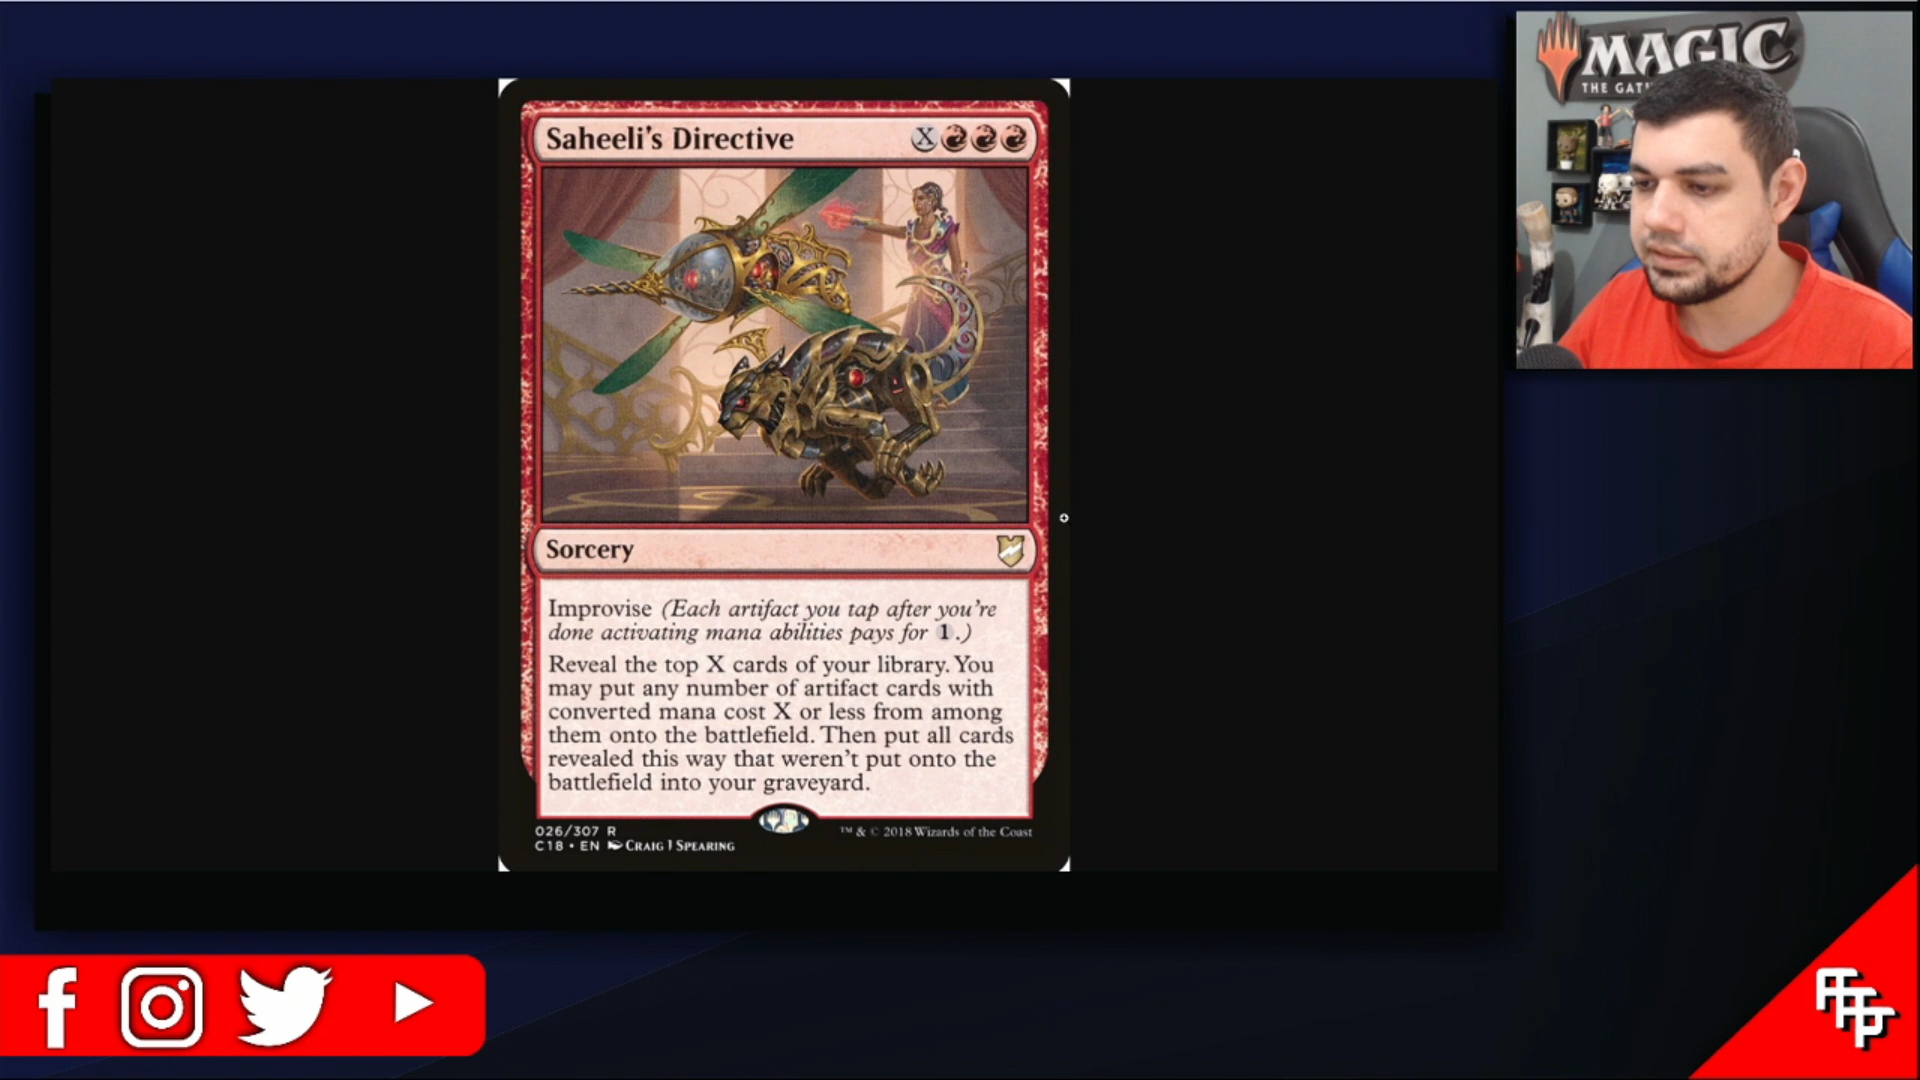 Saheeli's Directive X
Sorcery
Improvise (Each artifact you tap after you're
done activating mana abilities pays for 1.)
Reveal the top X cards of your library. You
may put any number of artifact cards with
converted mana cost X or less from among
them onto the battlefield. Then put all cards
revealed this way that weren't put onto the
battlefield into your graveyard.
026/307 R
C18 • EN Craig J Spearing
™ & © 2018 Wizards of the Coast
MAGIC
THE GAT